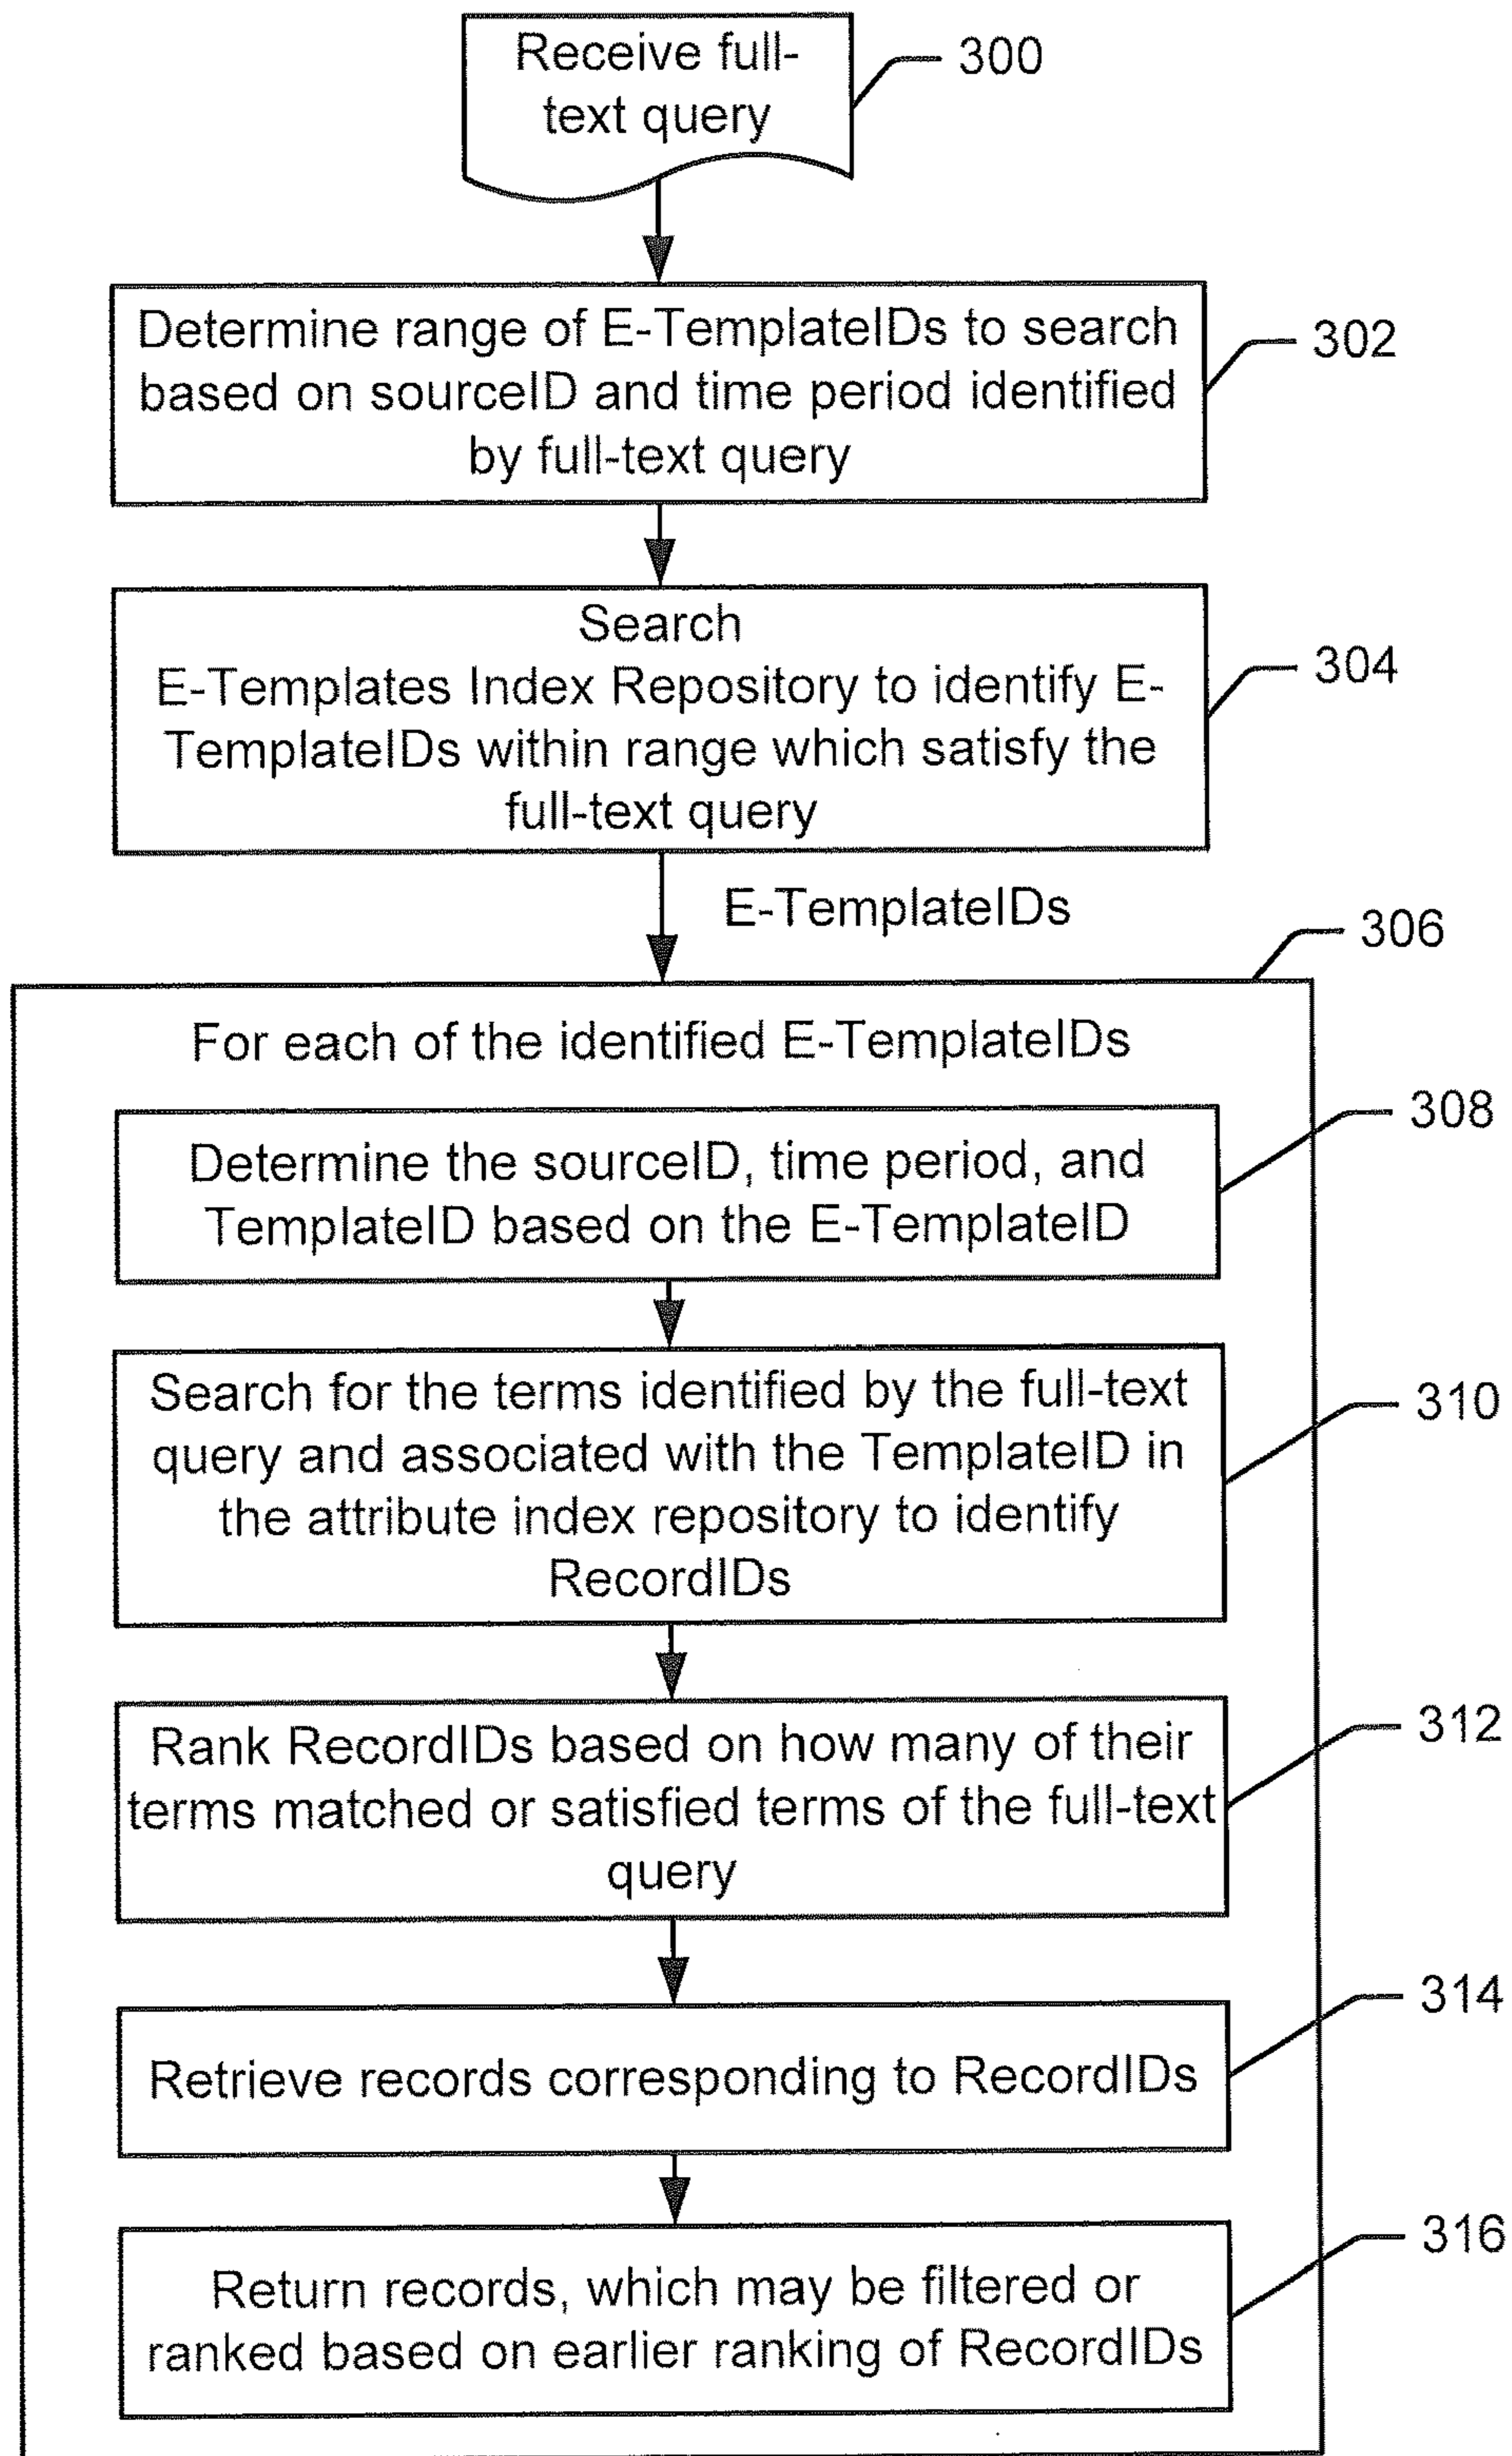 Receive full-
text query
300
Determine range of E-TemplateIDs to search
based on sourceID and time period identified
by full-text query
302
Search
E-Templates Index Repository to identify E-
TemplateIDs within range which satisfy the
full-text query
304
E-TemplateIDs
306
For each of the identified E-TemplateIDs
Determine the sourceID, time period, and
TemplateID based on the E-TemplateID
308
Search for the terms identified by the full-text
query and associated with the TemplateID in
the attribute index repository to identify
RecordIDs
310
Rank RecordIDs based on how many of their
terms matched or satisfied terms of the full-text
query
312
Retrieve records corresponding to RecordIDs
314
Return records, which may be filtered or
ranked based on earlier ranking of RecordIDs
316